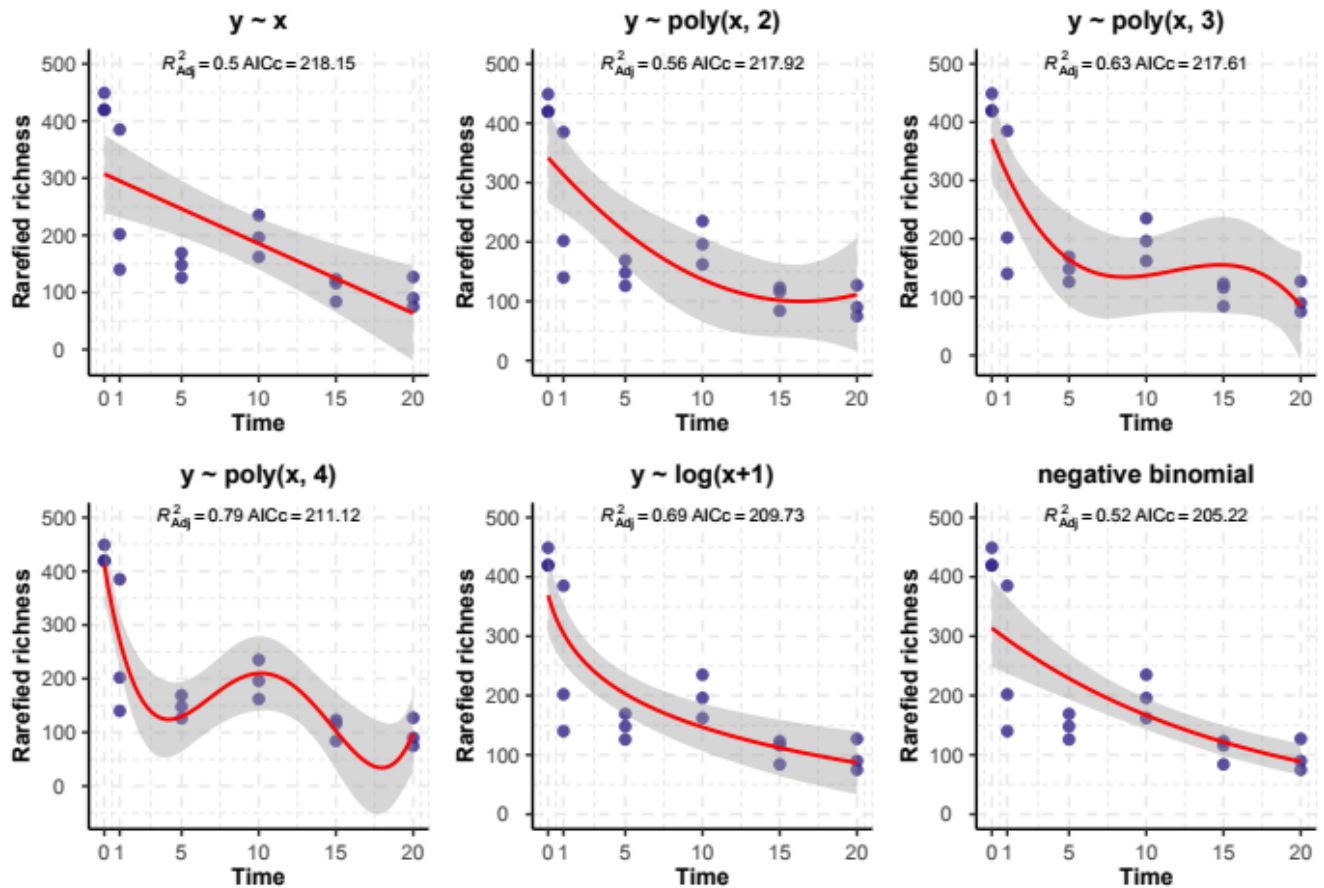 y ~ x
R²Adj = 0.5 AICc = 218.15
Rarefied richness
500
400
300
200
100
0
0 1 5 10 15 20
Time
y ~ poly(x, 2)
R²Adj = 0.56 AICc = 217.92
Rarefied richness
500
400
300
200
100
0
0 1 5 10 15 20
Time
y ~ poly(x, 3)
R²Adj = 0.63 AICc = 217.61
Rarefied richness
500
400
300
200
100
0
0 1 5 10 15 20
Time
y ~ poly(x, 4)
R²Adj = 0.79 AICc = 211.12
Rarefied richness
500
400
300
200
100
0
0 1 5 10 15 20
Time
y ~ log(x+1)
R²Adj = 0.69 AICc = 209.73
Rarefied richness
500
400
300
200
100
0
0 1 5 10 15 20
Time
negative binomial
R²Adj = 0.52 AICc = 205.22
Rarefied richness
500
400
300
200
100
0
0 1 5 10 15 20
Time